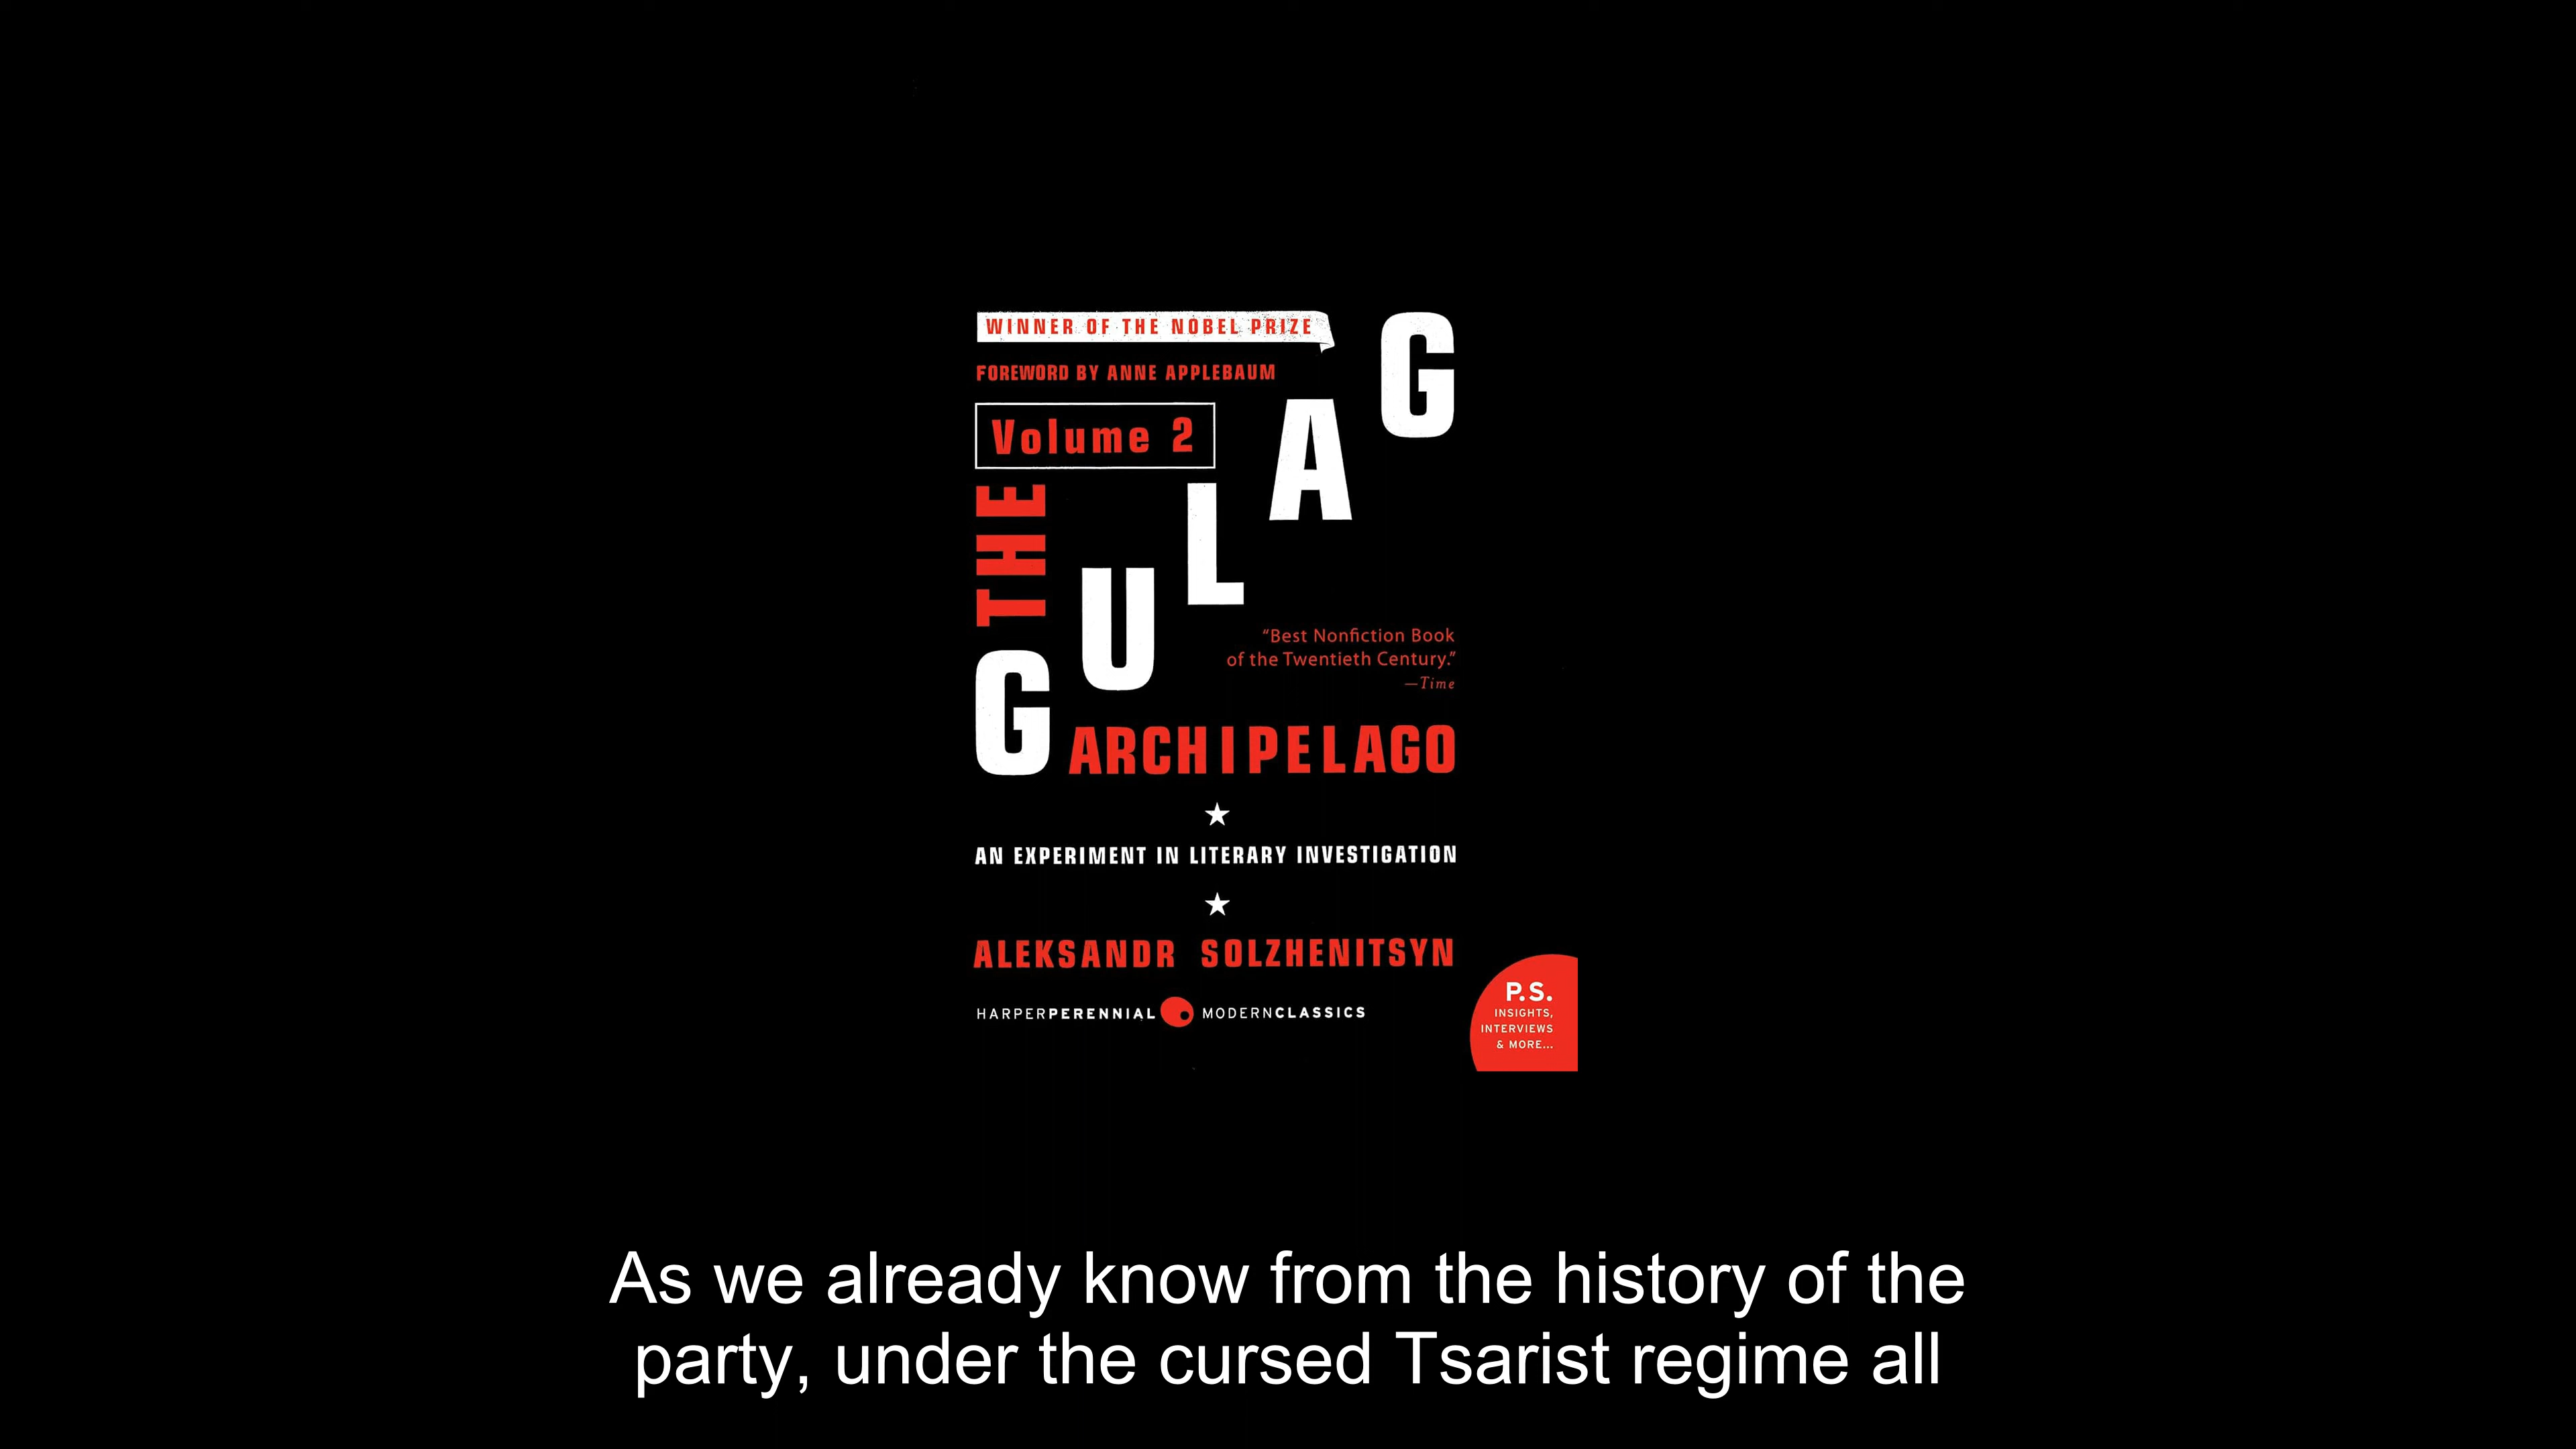 WINNER OF THE NOBEL PRIZE
FOREWORD BY ANNE APPLEBAUM
Volume 2
THE
GULAG
ARCHIPELAGO
“Best Nonfiction Book
of the Twentieth Century.”
—Time
AN EXPERIMENT IN LITERARY INVESTIGATION
ALEKSANDR SOLZHENITSYN
HARPERPERENNIAL MODERNCLASSICS
P.S.
INSIGHTS,
INTERVIEWS
& MORE...
As we already know from the history of the
party, under the cursed Tsarist regime all